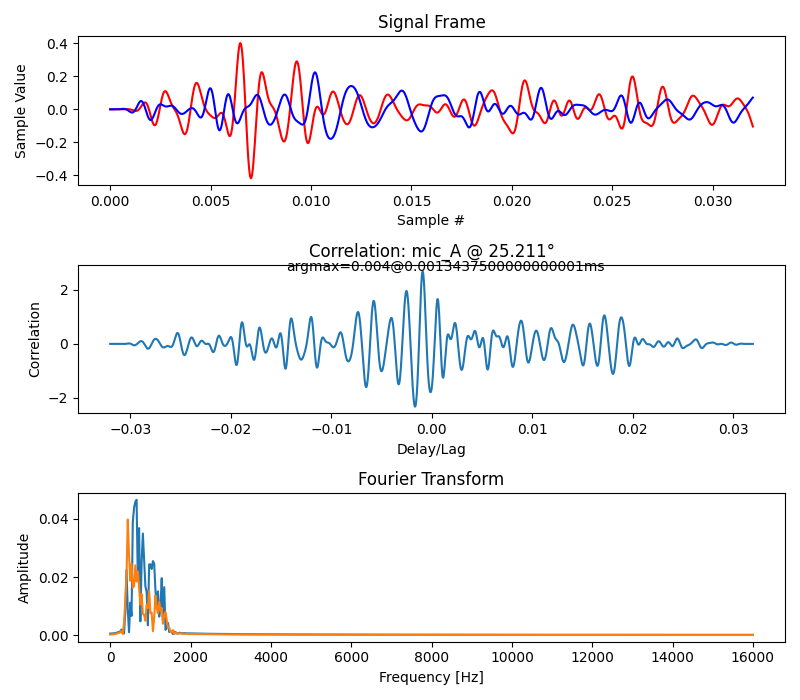 Signal Frame
0.4
0.2
0.0
−0.2
−0.4
Sample Value
0.000 0.005 0.010 0.015 0.020 0.025 0.030
Sample #
Correlation: mic_A @ 25.211°
argmax=0.004@0.0013437500000000001ms
2
0
−2
Correlation
−0.03 −0.02 −0.01 0.00 0.01 0.02 0.03
Delay/Lag
Fourier Transform
0.04
0.02
0.00
Amplitude
0 2000 4000 6000 8000 10000 12000 14000 16000
Frequency [Hz]